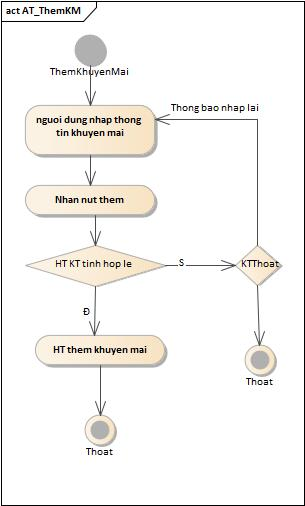 act AT_ThemKM
ThemKhuyenMai
nguoi dung nhap thong
tin khuyen mai
Thong bao nhap lai
Nhan nut them
HT KT tinh hop le
S
KTThoat
Đ
HT them khuyen mai
Thoat
Thoat